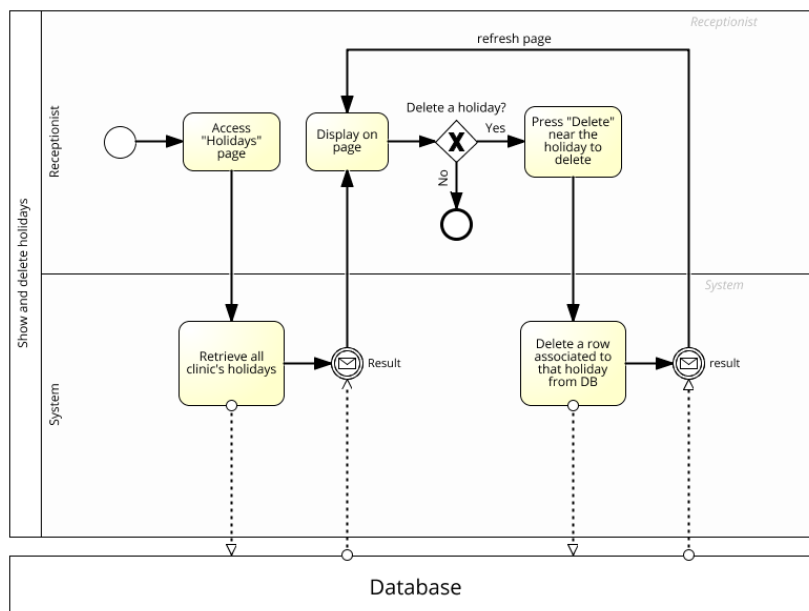 Receptionist
refresh page
Delete a holiday?
Receptionist
Access
"Holidays"
page
Display on
page
Yes
Press "Delete"
near the
holiday to
delete
No
Show and delete holidays
System
System
Retrieve all
clinic's holidays
Result
Delete a row
associated to
that holiday
from DB
result
Database